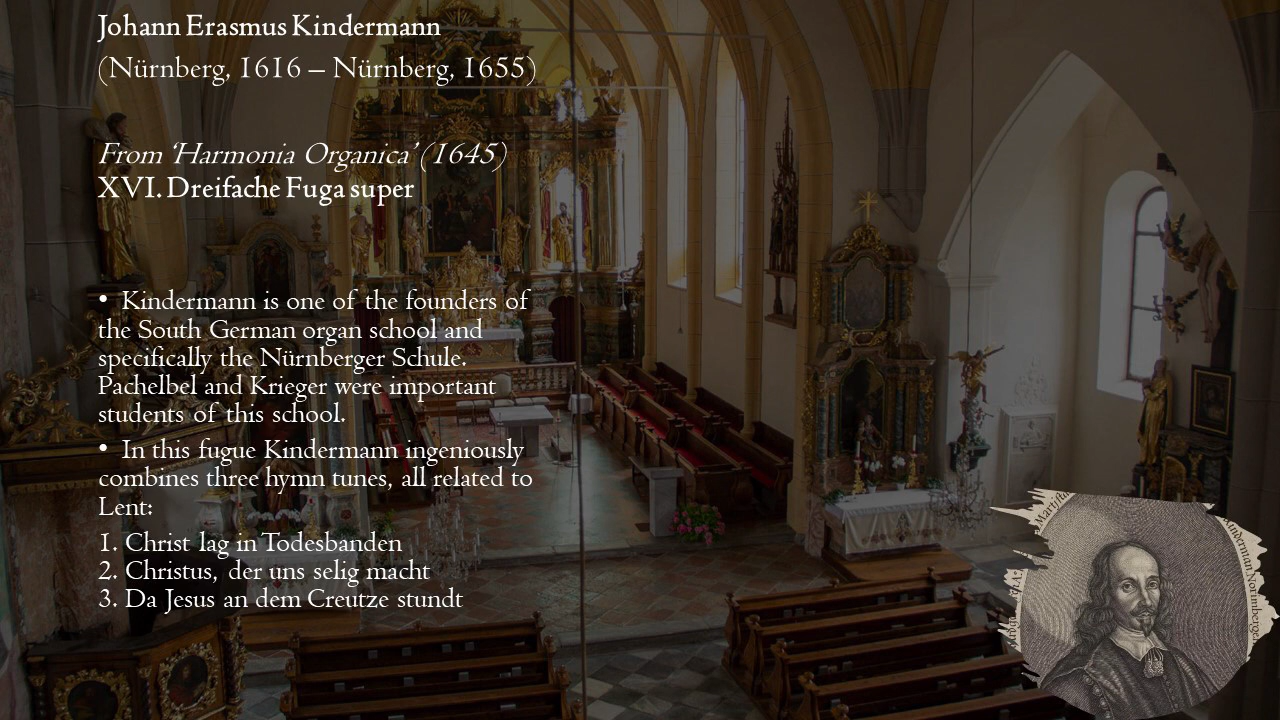 Johann Erasmus Kindermann
(Nürnberg, 1616 – Nürnberg, 1655)
From ‘Harmonia Organica’ (1645)
XVI. Dreifache Fuga super
• Kindermann is one of the founders of
the South German organ school and
specifically the Nürnberger Schule.
Pachelbel and Krieger were important
students of this school.
• In this fugue Kindermann ingeniously
combines three hymn tunes, all related to
Lent:
1. Christ lag in Todesbanden
2. Christus, der uns selig macht
3. Da Jesus an dem Creutze stundt